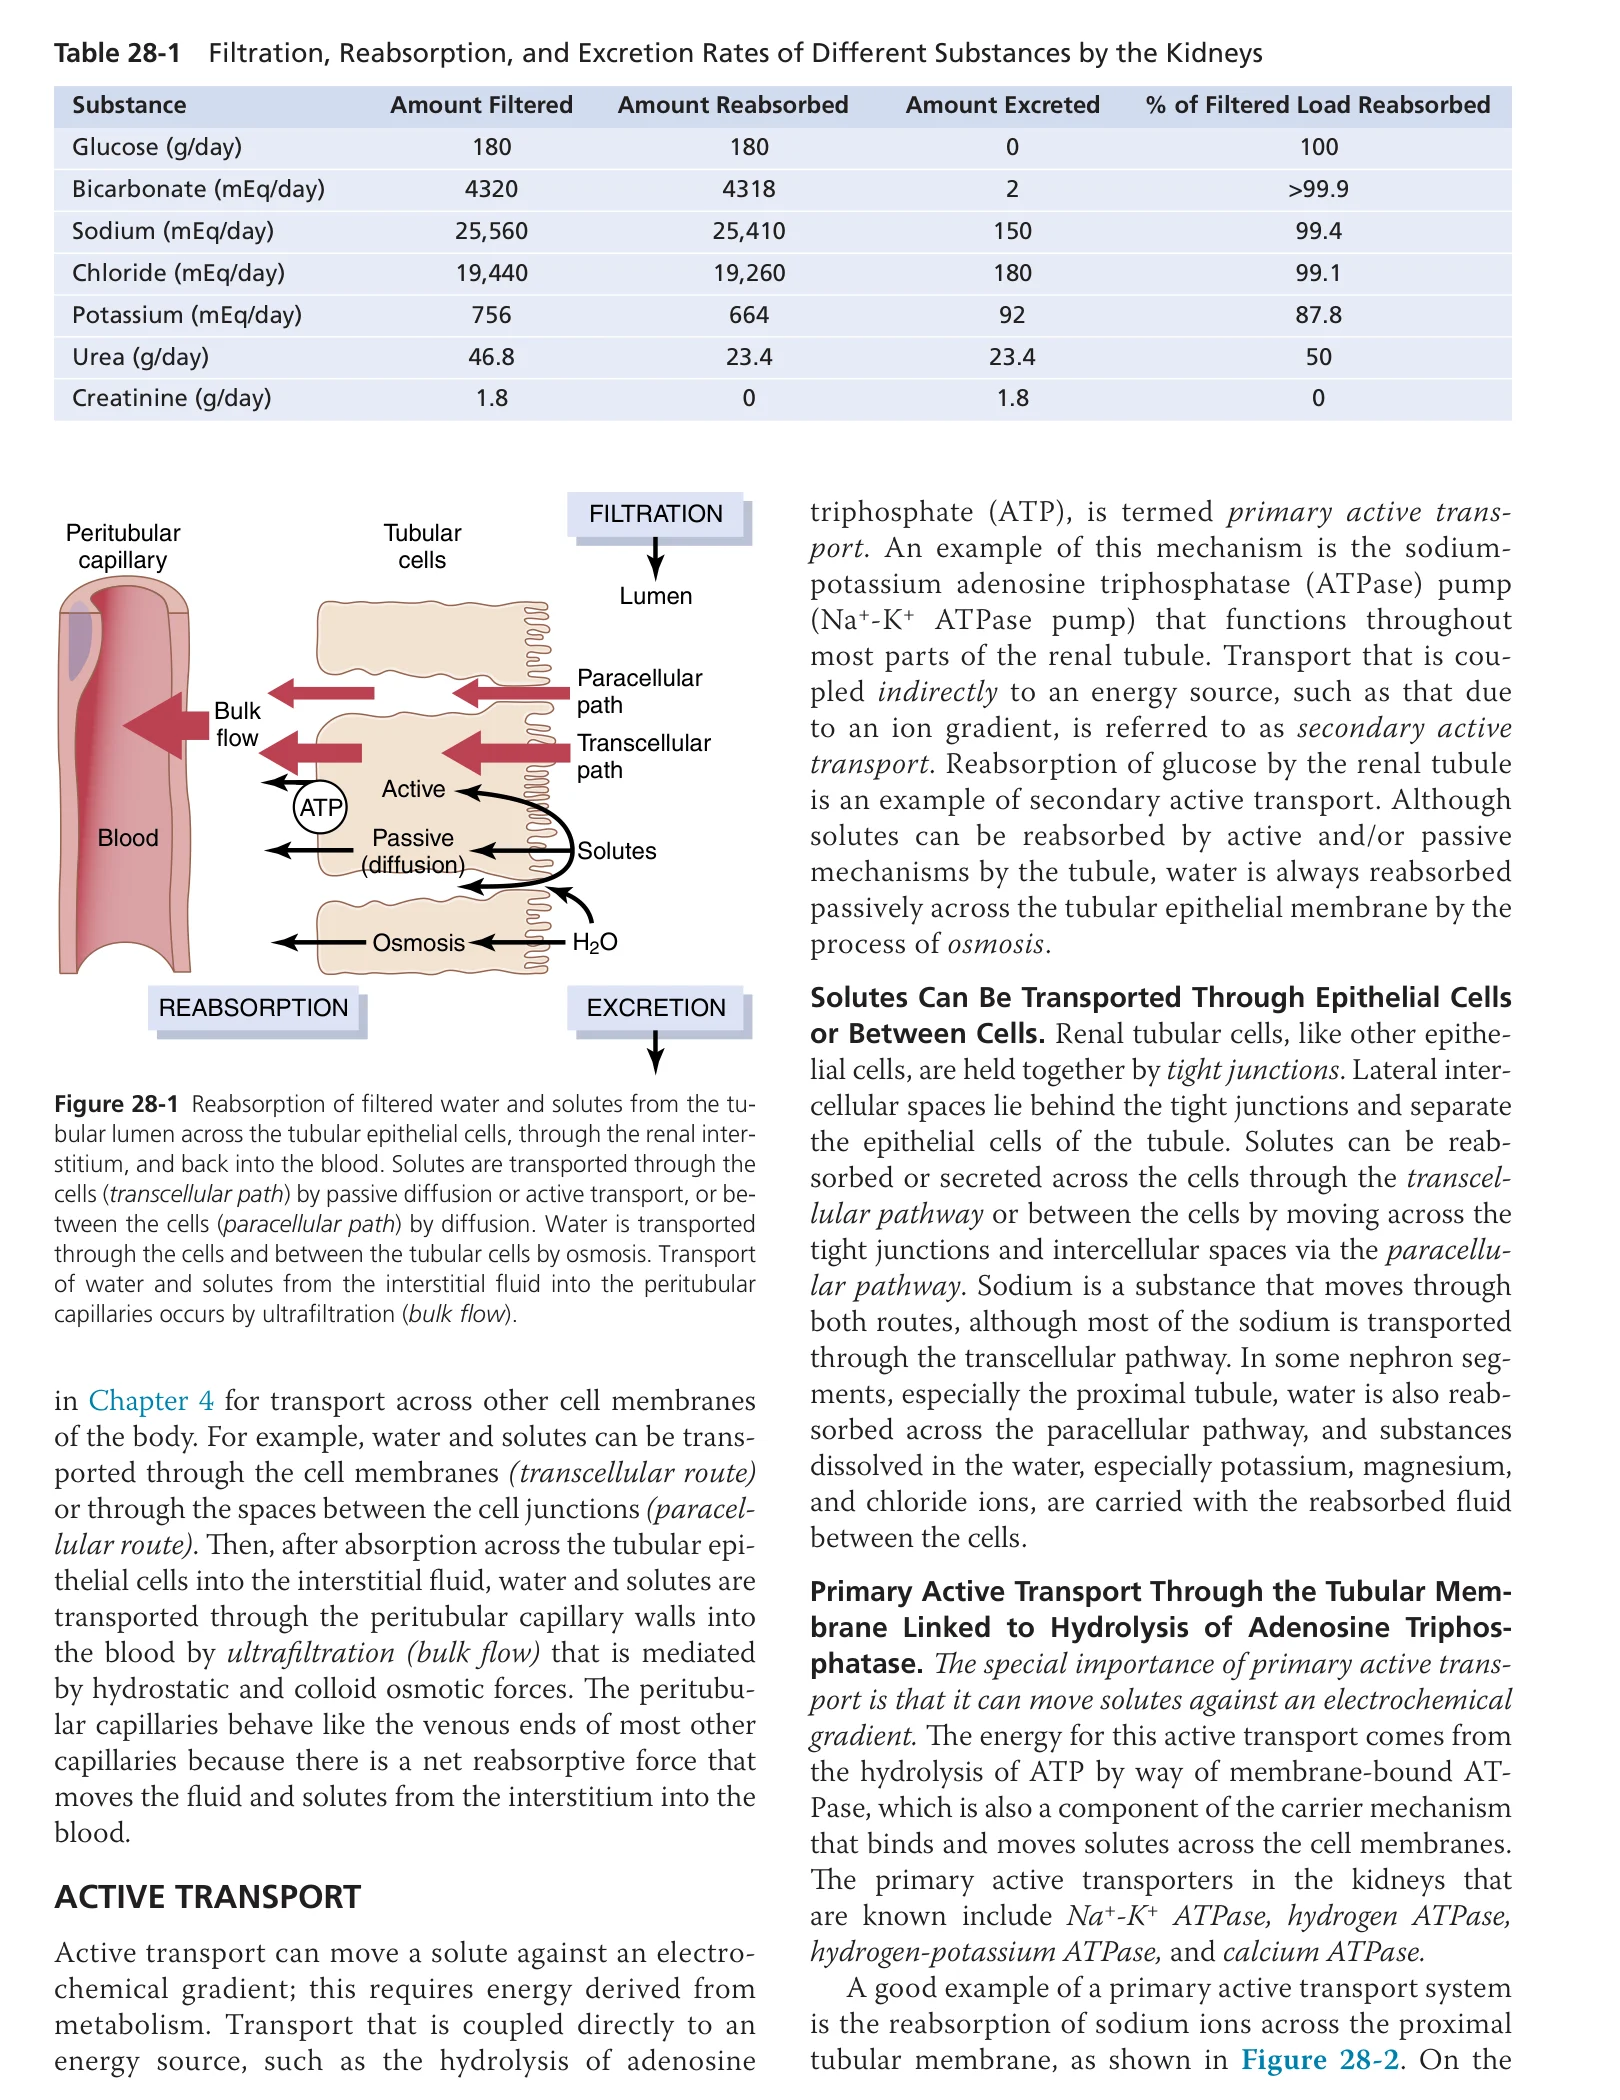 Table 28-1 Filtration, Reabsorption, and Excretion Rates of Different Substances by the Kidneys
Substance Amount Filtered Amount Reabsorbed Amount Excreted % of Filtered Load Reabsorbed
Glucose (g/day) 180 180 0 100
Bicarbonate (mEq/day) 4320 4318 2 >99.9
Sodium (mEq/day) 25,560 25,410 150 99.4
Chloride (mEq/day) 19,440 19,260 180 99.1
Potassium (mEq/day) 756 664 92 87.8
Urea (g/day) 46.8 23.4 23.4 50
Creatinine (g/day) 1.8 0 1.8 0
Peritubular
capillary
Tubular
cells
FILTRATION
Lumen
Paracellular
path
Bulk
flow
Transcellular
path
Active
ATP
Blood
Passive
(diffusion)
Solutes
Osmosis
H₂O
REABSORPTION
EXCRETION
Figure 28-1 Reabsorption of filtered water and solutes from the tu-
bular lumen across the tubular epithelial cells, through the renal inter-
stitium, and back into the blood. Solutes are transported through the
cells (transcellular path) by passive diffusion or active transport, or be-
tween the cells (paracellular path) by diffusion. Water is transported
through the cells and between the tubular cells by osmosis. Transport
of water and solutes from the interstitial fluid into the peritubular
capillaries occurs by ultrafiltration (bulk flow).
in Chapter 4 for transport across other cell membranes
of the body. For example, water and solutes can be trans-
ported through the cell membranes (transcellular route)
or through the spaces between the cell junctions (paracel-
lular route). Then, after absorption across the tubular epi-
thelial cells into the interstitial fluid, water and solutes are
transported through the peritubular capillary walls into
the blood by ultrafiltration (bulk flow) that is mediated
by hydrostatic and colloid osmotic forces. The peritubu-
lar capillaries behave like the venous ends of most other
capillaries because there is a net reabsorptive force that
moves the fluid and solutes from the interstitium into the
blood.
ACTIVE TRANSPORT
Active transport can move a solute against an electro-
chemical gradient; this requires energy derived from
metabolism. Transport that is coupled directly to an
energy source, such as the hydrolysis of adenosine
triphosphate (ATP), is termed primary active trans-
port. An example of this mechanism is the sodium-
potassium adenosine triphosphatase (ATPase) pump
(Na⁺-K⁺ ATPase pump) that functions throughout
most parts of the renal tubule. Transport that is cou-
pled indirectly to an energy source, such as that due
to an ion gradient, is referred to as secondary active
transport. Reabsorption of glucose by the renal tubule
is an example of secondary active transport. Although
solutes can be reabsorbed by active and/or passive
mechanisms by the tubule, water is always reabsorbed
passively across the tubular epithelial membrane by the
process of osmosis.
Solutes Can Be Transported Through Epithelial Cells
or Between Cells. Renal tubular cells, like other epithe-
lial cells, are held together by tight junctions. Lateral inter-
cellular spaces lie behind the tight junctions and separate
the epithelial cells of the tubule. Solutes can be reab-
sorbed or secreted across the cells through the transcel-
lular pathway or between the cells by moving across the
tight junctions and intercellular spaces via the paracellu-
lar pathway. Sodium is a substance that moves through
both routes, although most of the sodium is transported
through the transcellular pathway. In some nephron seg-
ments, especially the proximal tubule, water is also reab-
sorbed across the paracellular pathway, and substances
dissolved in the water, especially potassium, magnesium,
and chloride ions, are carried with the reabsorbed fluid
between the cells.
Primary Active Transport Through the Tubular Mem-
brane Linked to Hydrolysis of Adenosine Triphos-
phatase. The special importance of primary active trans-
port is that it can move solutes against an electrochemical
gradient. The energy for this active transport comes from
the hydrolysis of ATP by way of membrane-bound AT-
Pase, which is also a component of the carrier mechanism
that binds and moves solutes across the cell membranes.
The primary active transporters in the kidneys that
are known include Na⁺-K⁺ ATPase, hydrogen ATPase,
hydrogen-potassium ATPase, and calcium ATPase.
A good example of a primary active transport system
is the reabsorption of sodium ions across the proximal
tubular membrane, as shown in Figure 28-2. On the